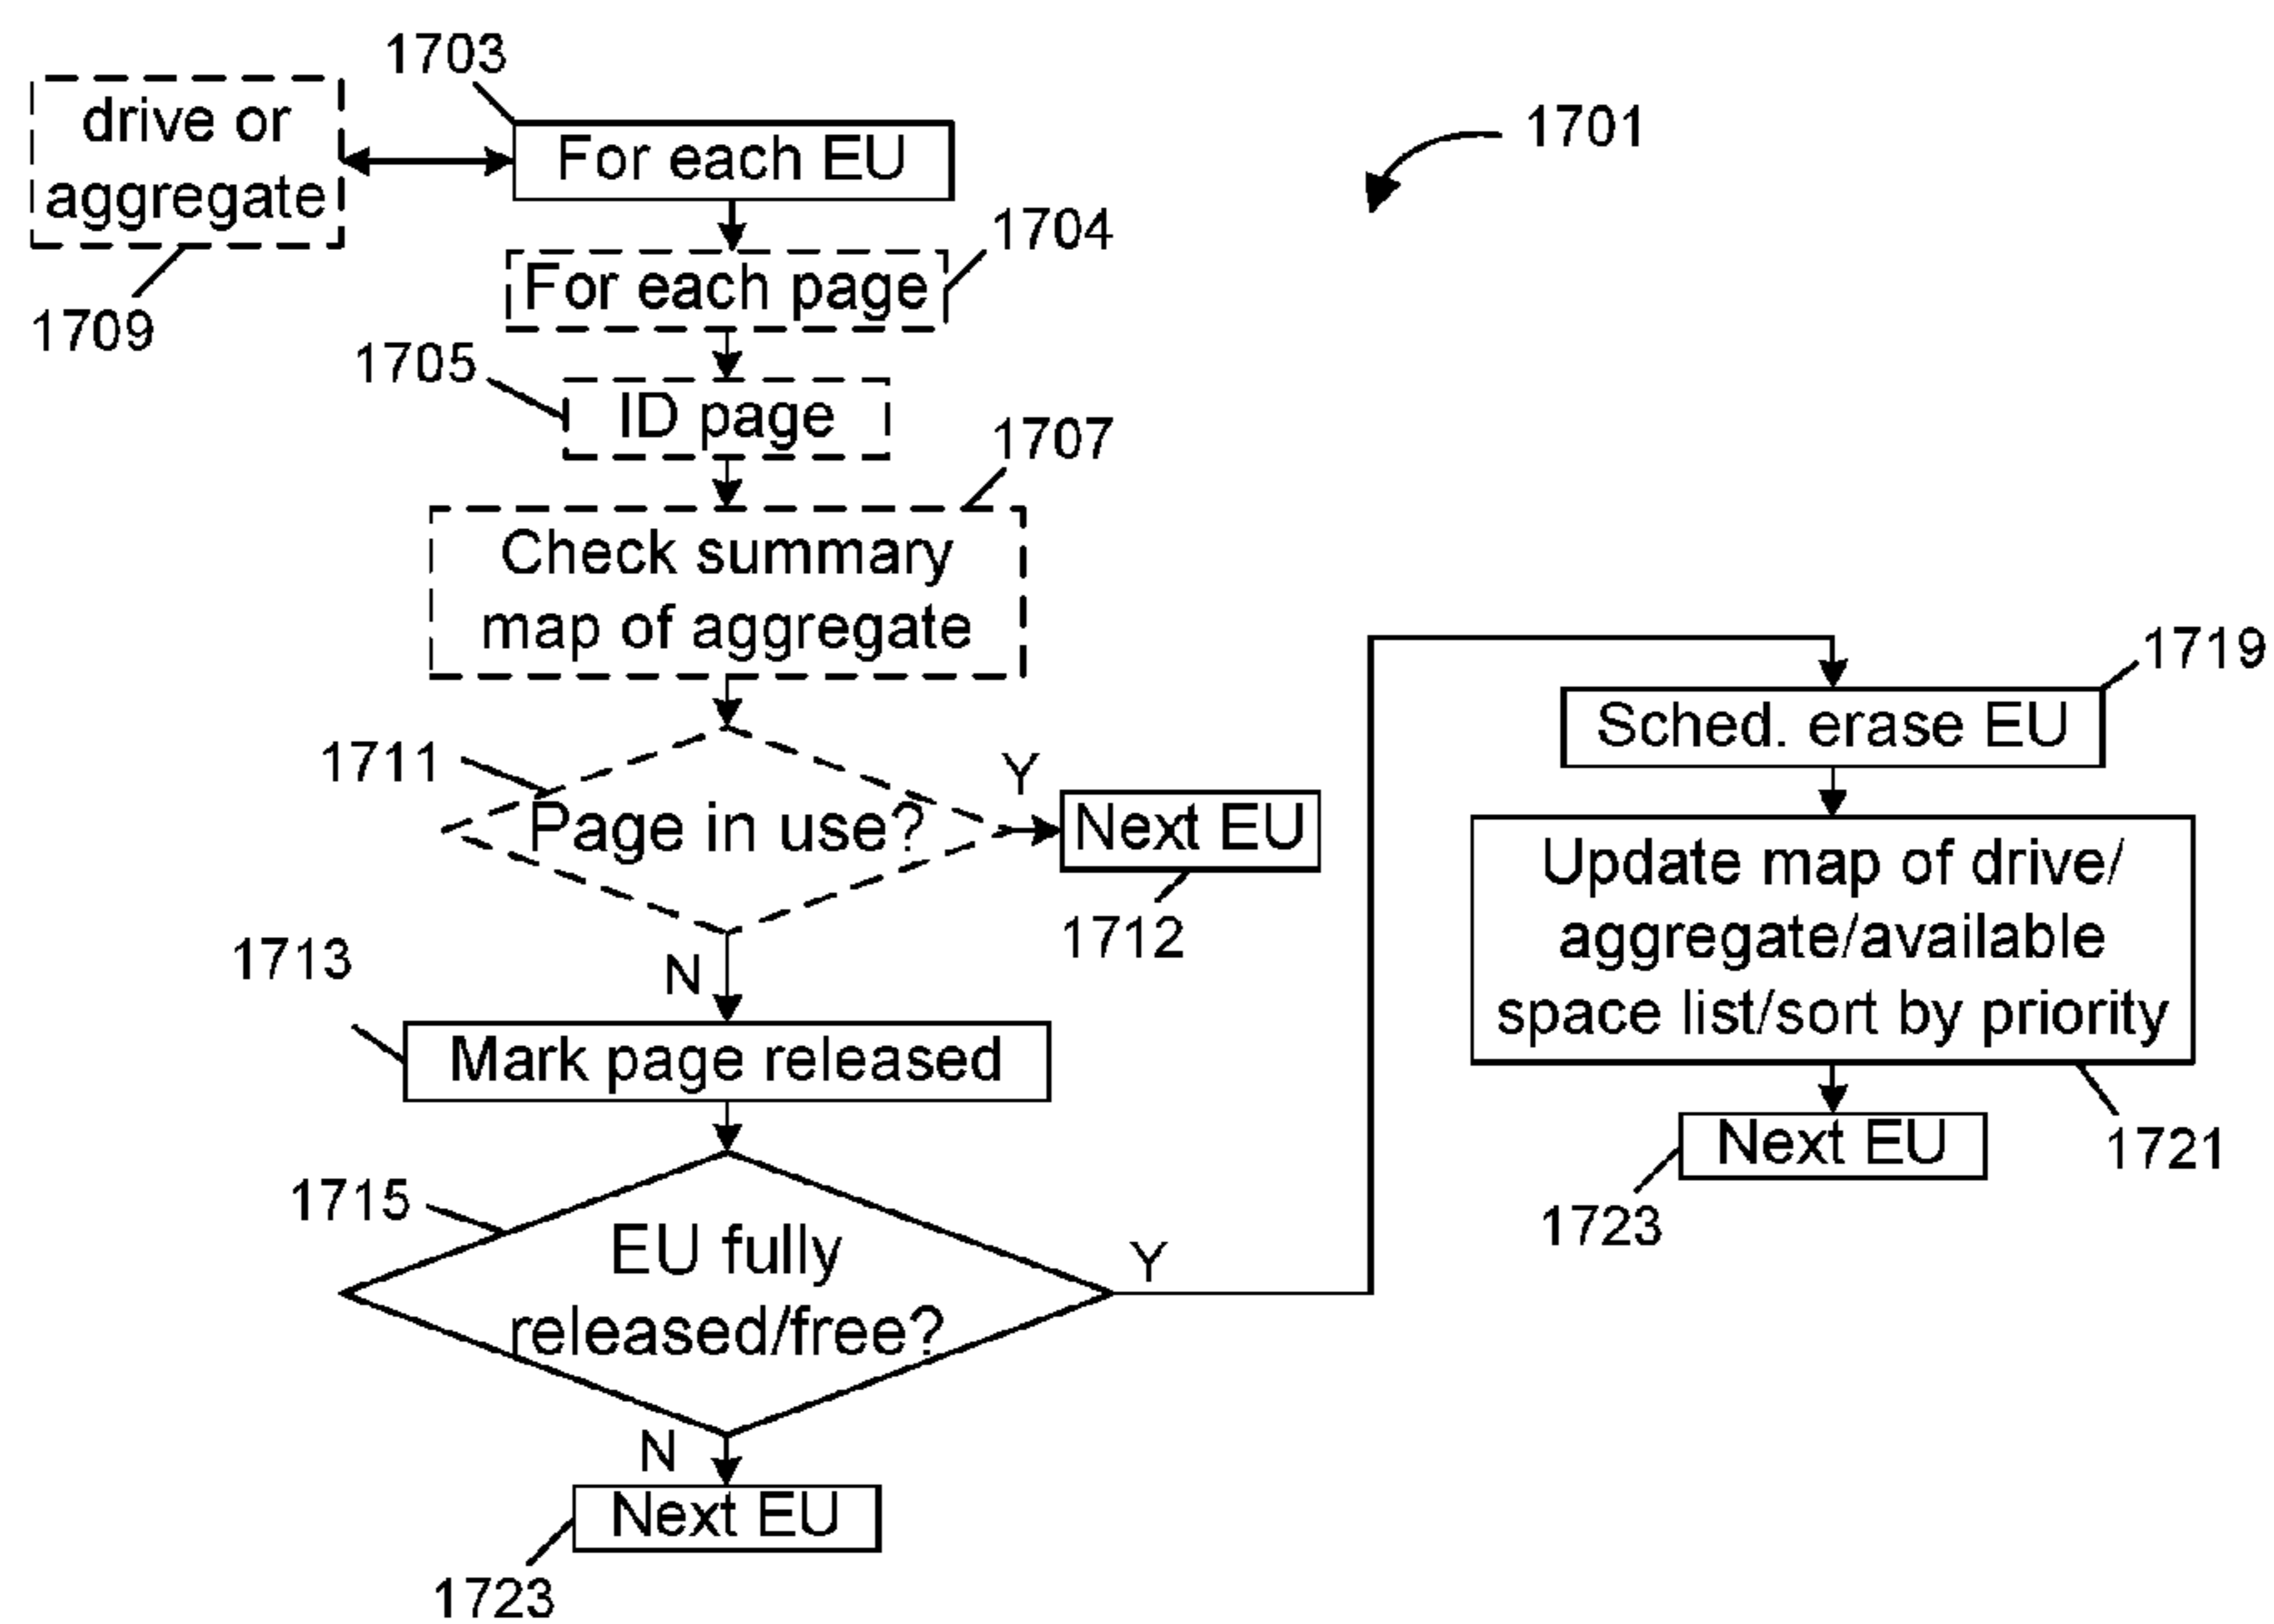 1703
drive or
aggregate
For each EU
1701
1704
For each page
1709
1705
ID page
1707
Check summary
map of aggregate
1719
Sched. erase EU
1711
Y
Page in use?
Next EU
1712
Update map of drive/
aggregate/available
space list/sort by priority
1713
N
Mark page released
1721
Next EU
1723
1715
EU fully
released/free?
Y
N
Next EU
1723